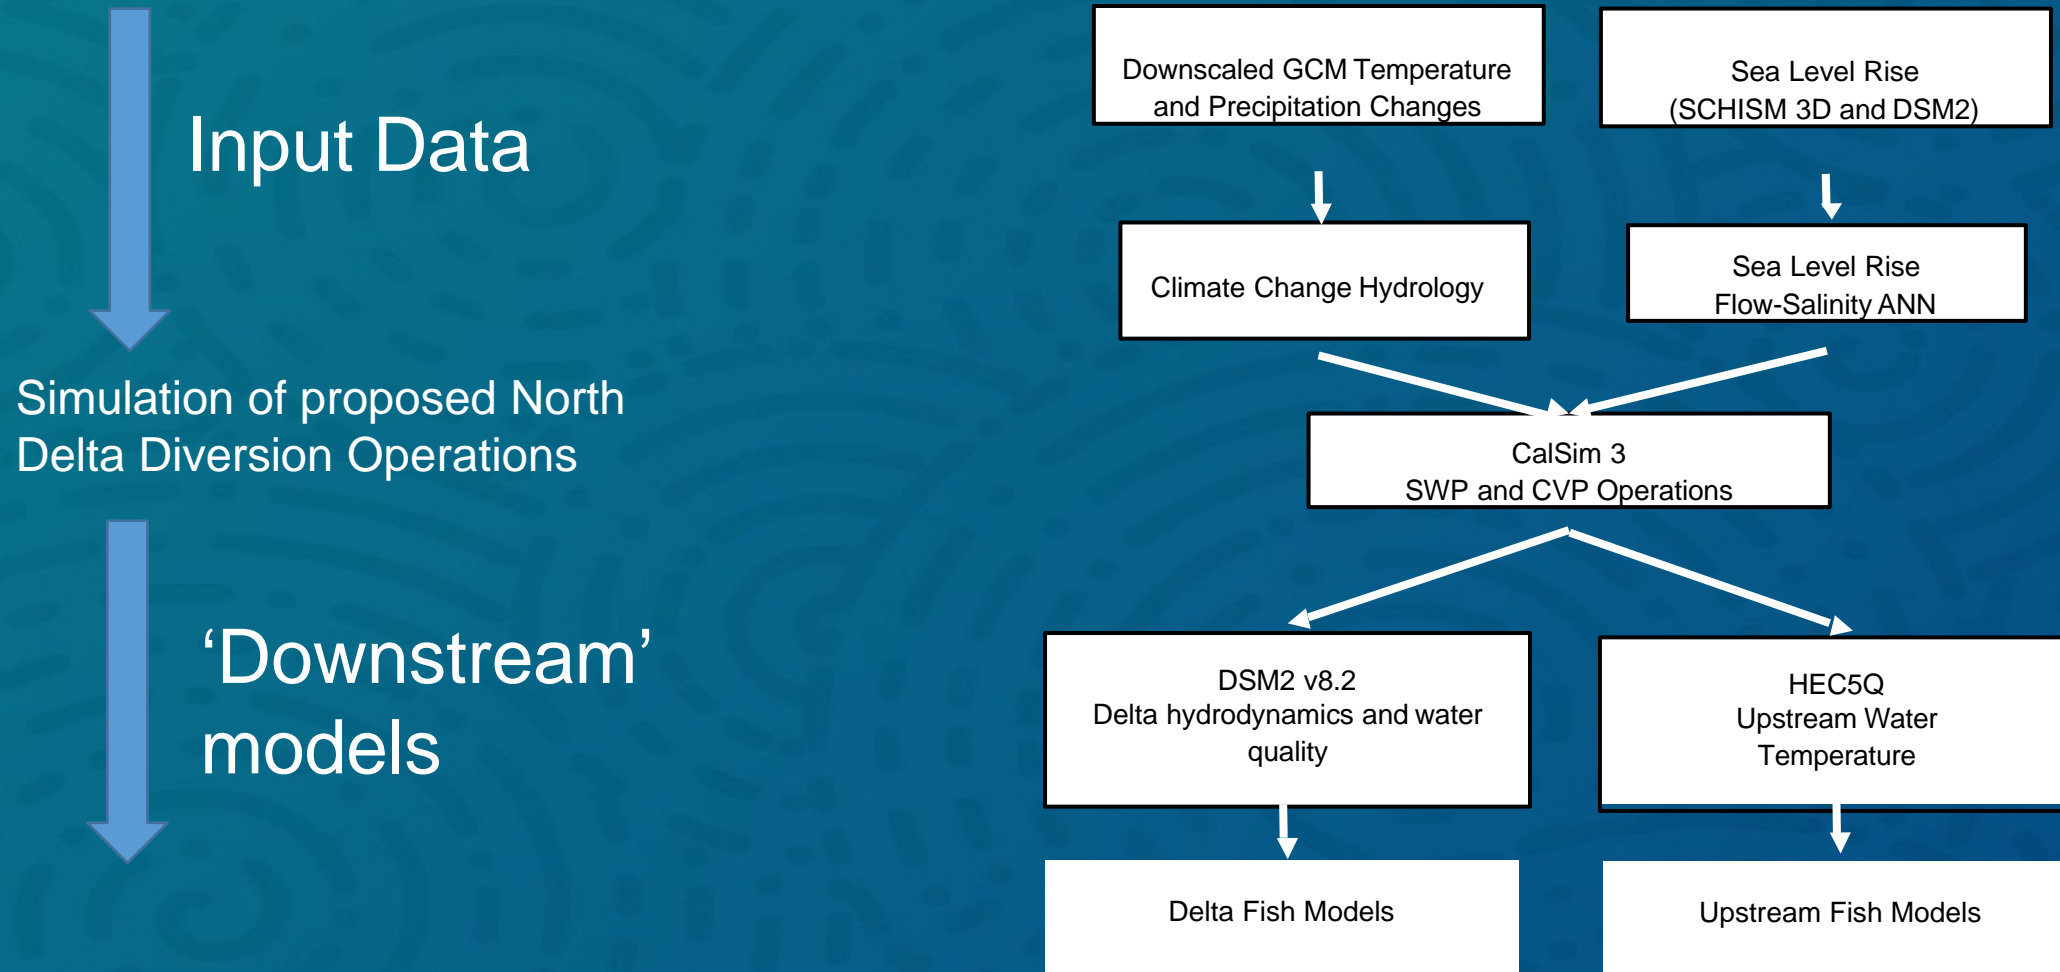 Input Data
Simulation of proposed North
Delta Diversion Operations
‘Downstream’
models
Downscaled GCM Temperature
and Precipitation Changes
Sea Level Rise
(SCHISM 3D and DSM2)
Climate Change Hydrology
Sea Level Rise
Flow-Salinity ANN
CalSim 3
SWP and CVP Operations
DSM2 v8.2
Delta hydrodynamics and water
quality
HEC5Q
Upstream Water
Temperature
Delta Fish Models
Upstream Fish Models